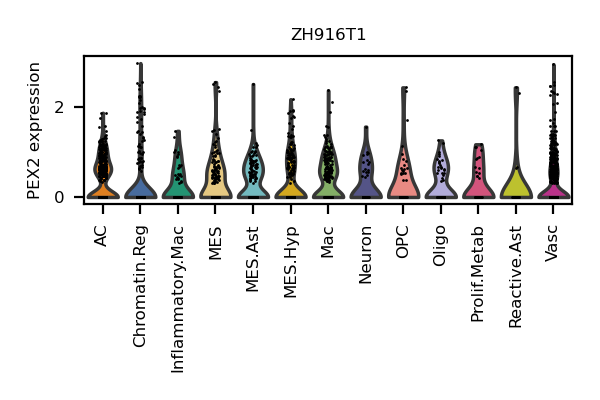 ZH916T1
PEX2 expression
2
0
AC
Chromatin.Reg
Inflammatory.Mac
MES
MES.Ast
MES.Hyp
Mac
Neuron
OPC
Oligo
Prolif.Metab
Reactive.Ast
Vasc